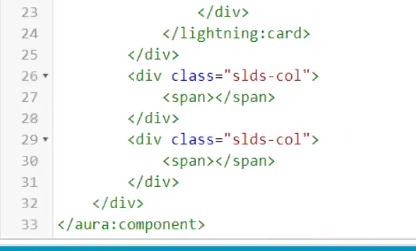 23                 </div>
24             </lightning:card>
25         </div>
26         <div class="slds-col">
27             <span></span>
28         </div>
29         <div class="slds-col">
30             <span></span>
31         </div>
32     </div>
33 </aura:component>